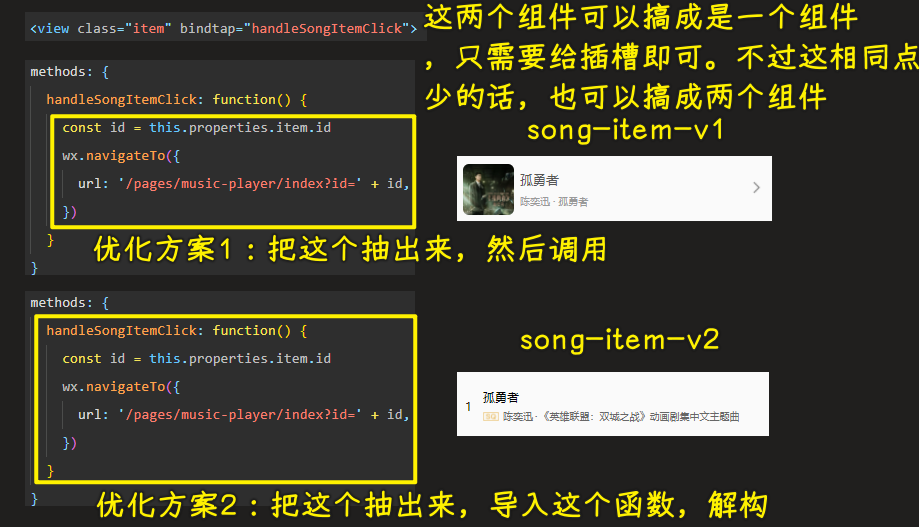 <view class="item" bindtap="handleSongItemClick">
这两个组件可以搞成是一个组件
，只需要给插槽即可。不过这相同点
少的话，也可以搞成两个组件
methods: {
handleSongItemClick: function() {
const id = this.properties.item.id
wx.navigateTo({
url: '/pages/music-player/index?id=' + id,
})
}
}
优化方案1：把这个抽出来，然后调用
song-item-v1
孤勇者
陈奕迅 · 孤勇者
methods: {
handleSongItemClick: function() {
const id = this.properties.item.id
wx.navigateTo({
url: '/pages/music-player/index?id=' + id,
})
}
}
优化方案2：把这个抽出来，导入这个函数，解构
song-item-v2
1
孤勇者
SQ 陈奕迅 ·《英雄联盟：双城之战》动画剧集中文主题曲